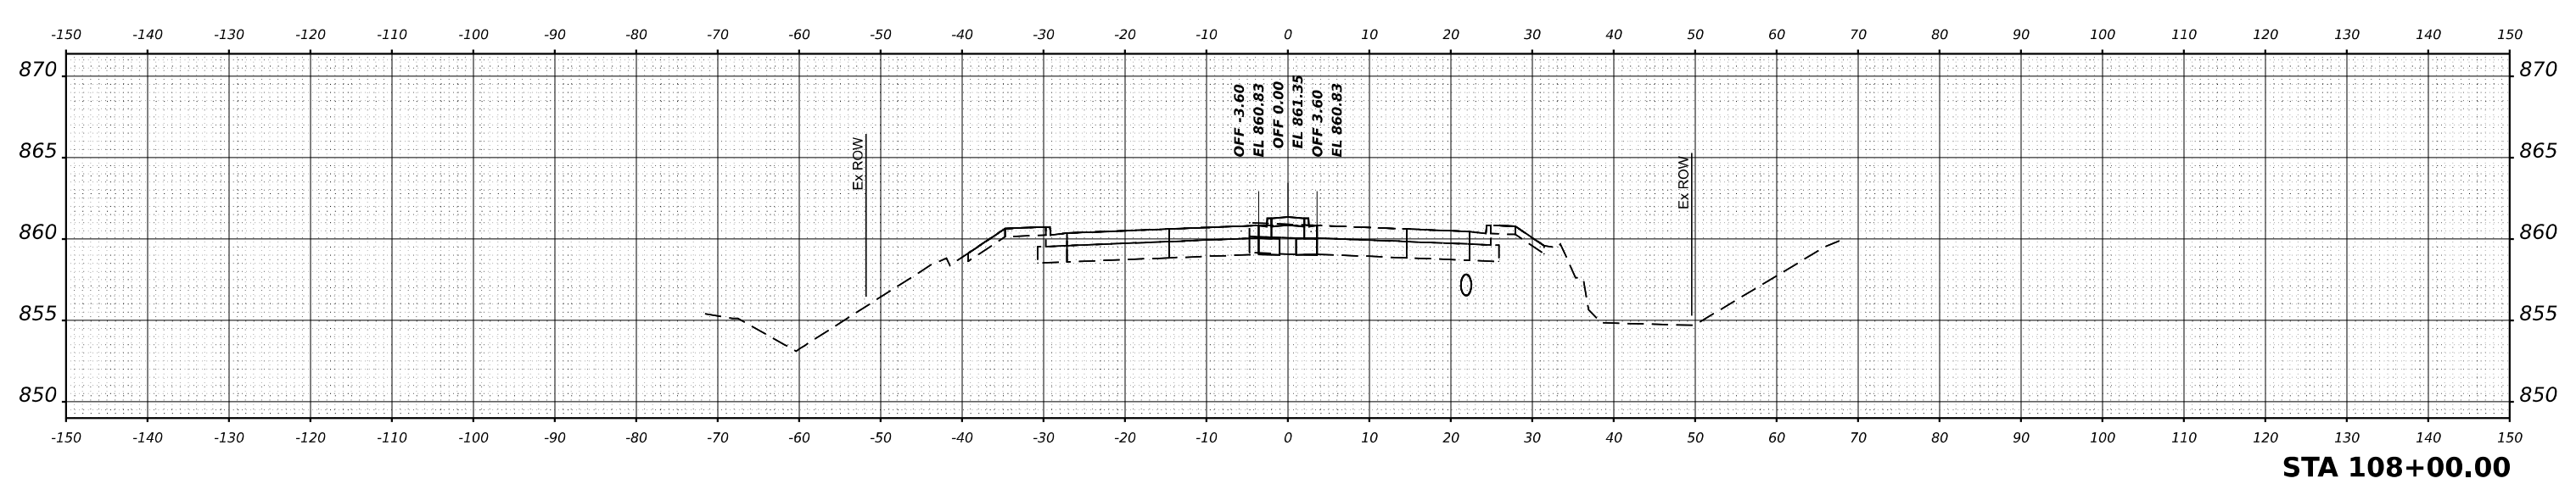 -150 -140 -130 -120 -110 -100 -90 -80 -70 -60 -50 -40 -30 -20 -10 0 10 20 30 40 50 60 70 80 90 100 110 120 130 140 150
870 870
OFF -3.60
EL 860.83
OFF 0.00
EL 861.35
OFF 3.60
EL 860.83
865 865
Ex ROW
Ex ROW
860 860
855 855
850 850
-150 -140 -130 -120 -110 -100 -90 -80 -70 -60 -50 -40 -30 -20 -10 0 10 20 30 40 50 60 70 80 90 100 110 120 130 140 150
STA 108+00.00